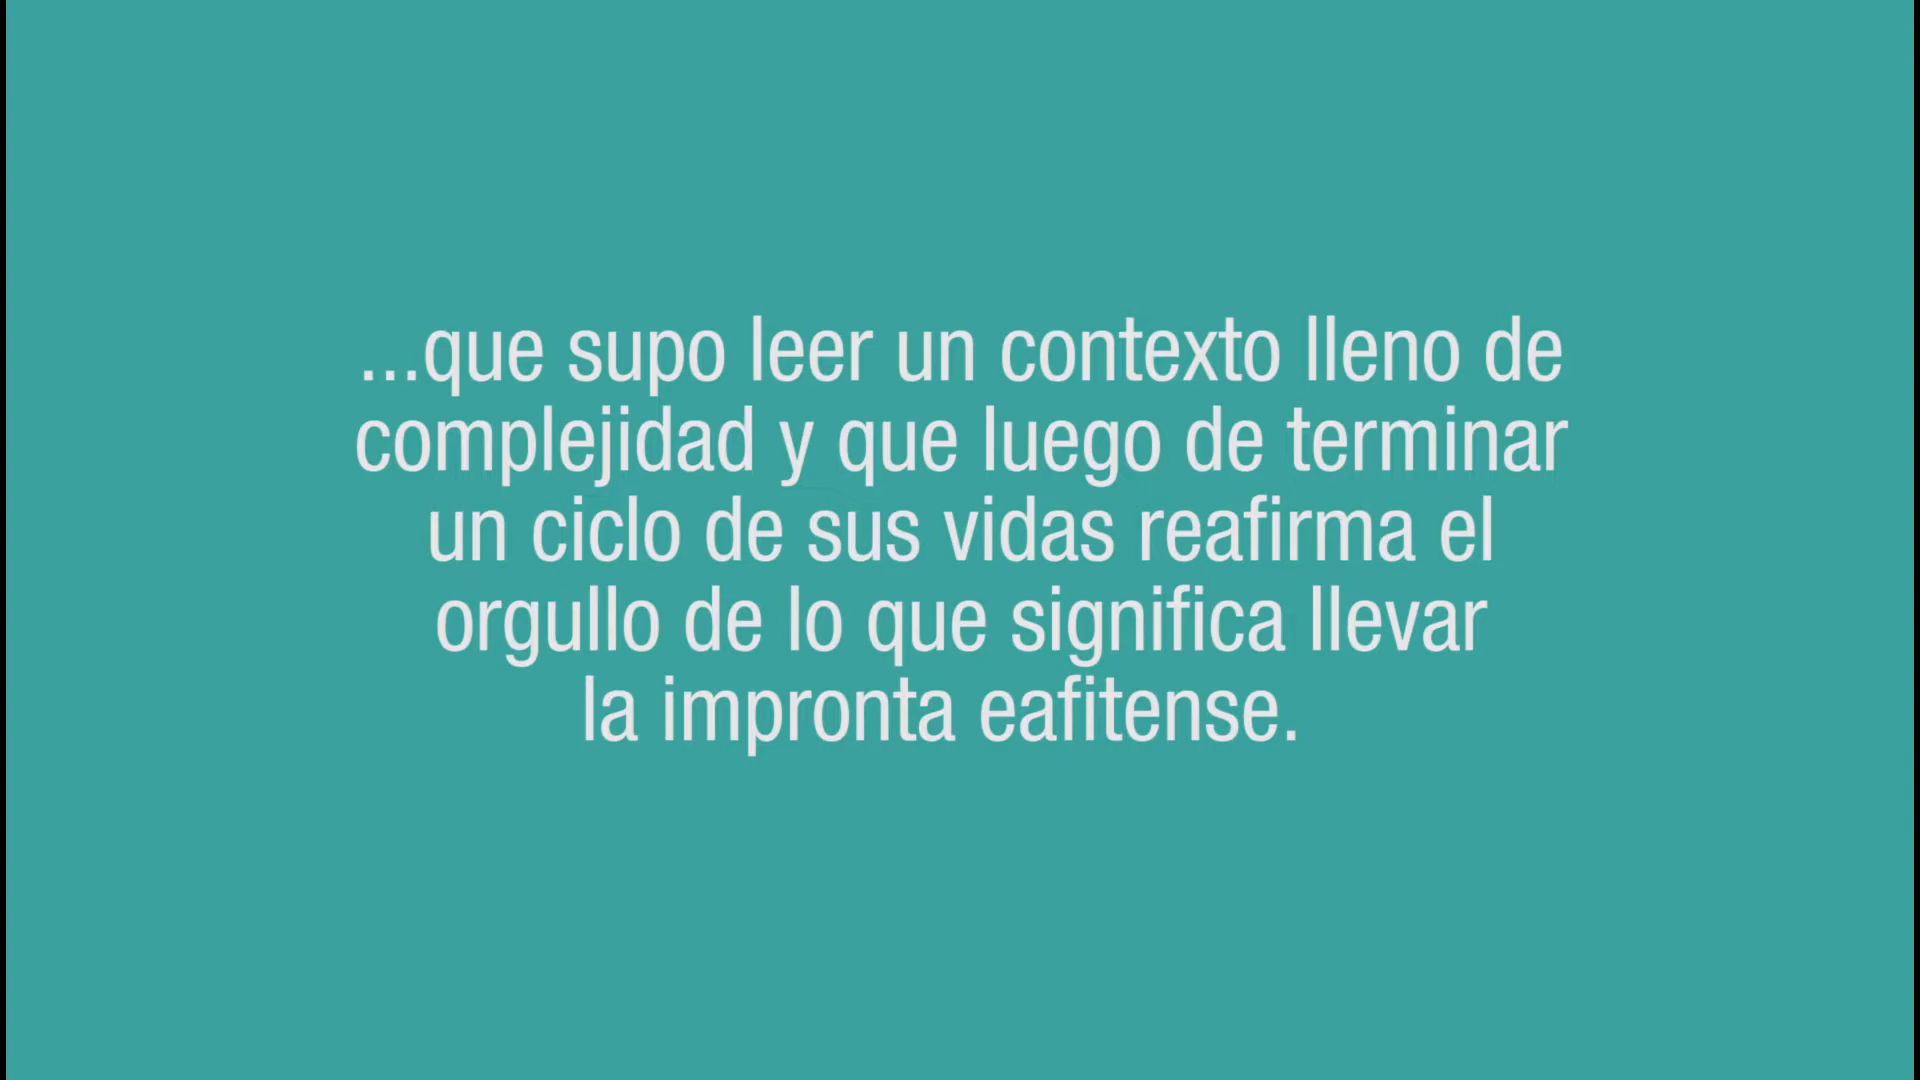 ...que supo leer un contexto lleno de
complejidad y que luego de terminar
un ciclo de sus vidas reafirma el
orgullo de lo que significa llevar
la impronta eafitense.